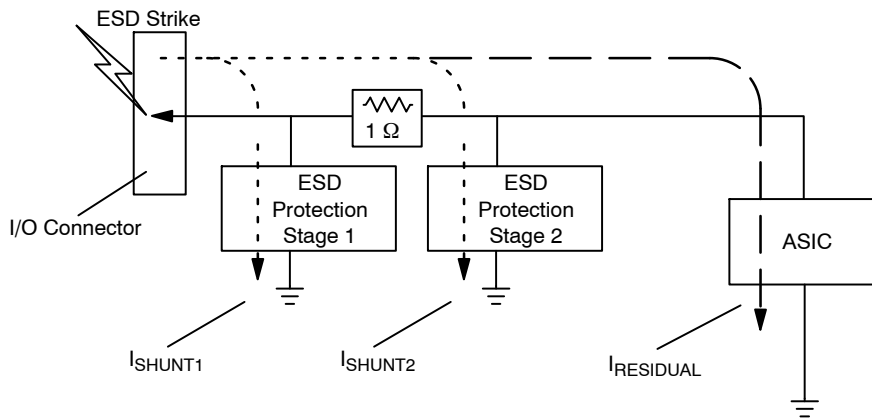 ESD Strike
1 Ω
ESD
Protection
Stage 1
ESD
Protection
Stage 2
I/O Connector
ASIC
ISHUNT1
ISHUNT2
IRESIDUAL